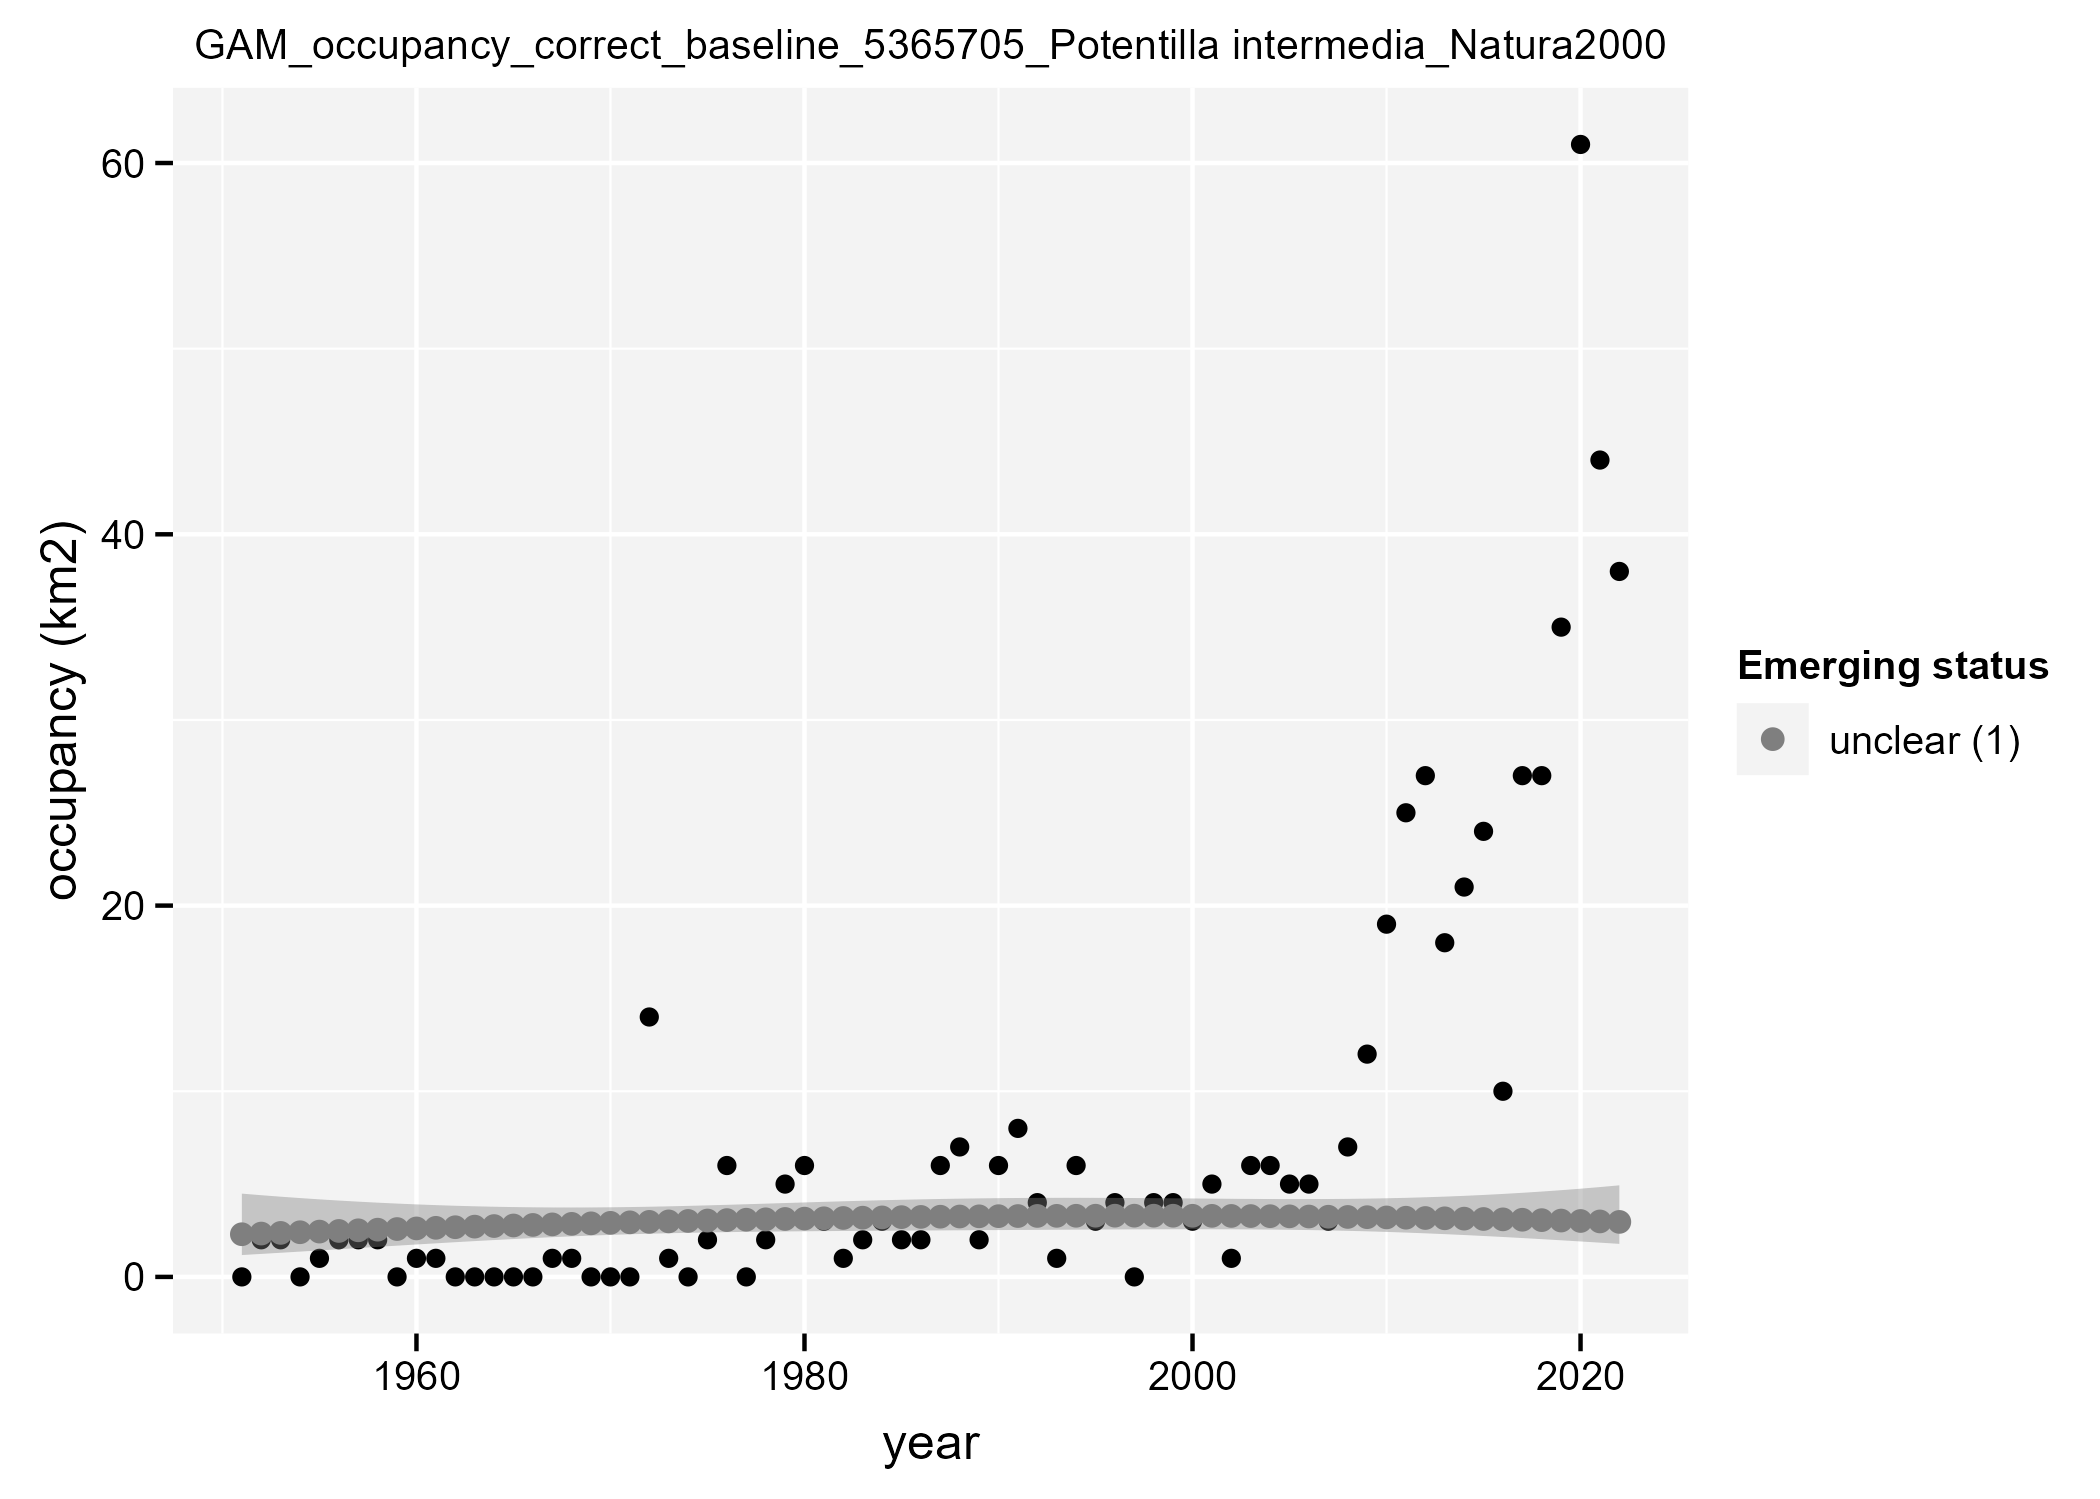 GAM_occupancy_correct_baseline_5365705_Potentilla intermedia_Natura2000
60
40
20
0
occupancy (km2)
1960 1980 2000 2020
year
Emerging status
unclear (1)